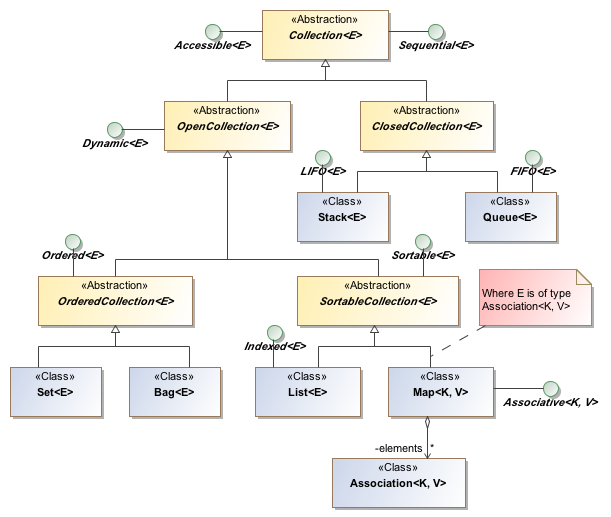 «Abstraction»
Collection<E>
Accessible<E>
Sequential<E>
«Abstraction»
OpenCollection<E>
«Abstraction»
ClosedCollection<E>
Dynamic<E>
LIFO<E>
FIFO<E>
«Class»
Stack<E>
«Class»
Queue<E>
Ordered<E>
Sortable<E>
«Abstraction»
OrderedCollection<E>
«Abstraction»
SortableCollection<E>
Where E is of type
Association<K, V>
Indexed<E>
«Class»
Set<E>
«Class»
Bag<E>
«Class»
List<E>
«Class»
Map<K, V>
Associative<K, V>
-elements *
«Class»
Association<K, V>